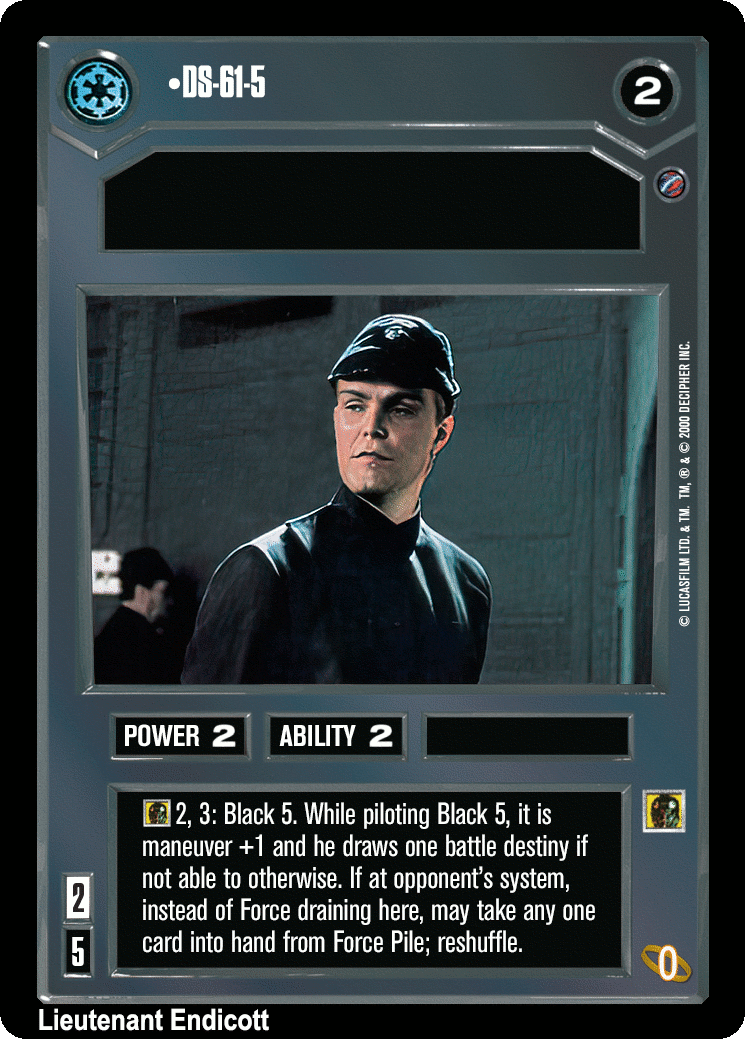 •DS-61-5
2
© LUCASFILM LTD. & TM. TM, ® & © 2000 DECIPHER INC.
POWER 2
ABILITY 2
2, 3: Black 5. While piloting Black 5, it is
maneuver +1 and he draws one battle destiny if
not able to otherwise. If at opponent's system,
instead of Force draining here, may take any one
card into hand from Force Pile; reshuffle.
2
5
0
Lieutenant Endicott